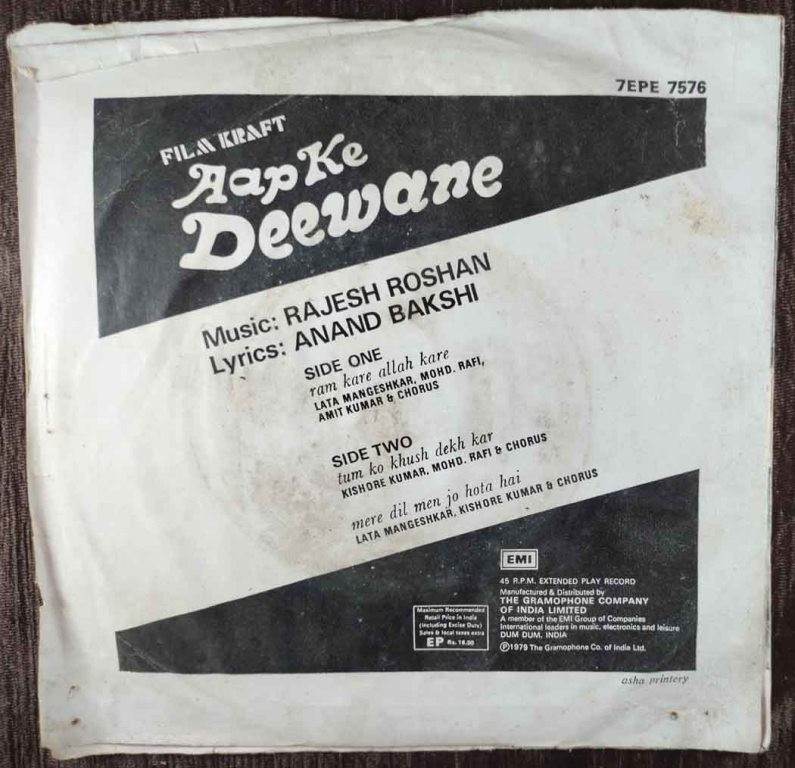 7EPE 7576
FILM KRAFT
Aap Ke
Deewane
Music: RAJESH ROSHAN
Lyrics: ANAND BAKSHI
SIDE ONE
ram kare allah kare
LATA MANGESHKAR, MOHD. RAFI,
AMIT KUMAR & CHORUS
SIDE TWO
tum ko khush dekh kar
KISHORE KUMAR, MOHD. RAFI & CHORUS
mere dil men jo hota hai
LATA MANGESHKAR, KISHORE KUMAR & CHORUS
EMI
45 R.P.M. EXTENDED PLAY RECORD
Manufactured & Distributed by
THE GRAMOPHONE COMPANY
OF INDIA LIMITED
A member of the EMI Group of Companies
International leaders in music, electronics and leisure
DUM DUM, INDIA
Ⓟ1979 The Gramophone Co. of India Ltd.
Maximum Recommended
Retail Price in India
(including Excise Duty)
Sales & local taxes extra
EP Rs. 16.00
asha printery